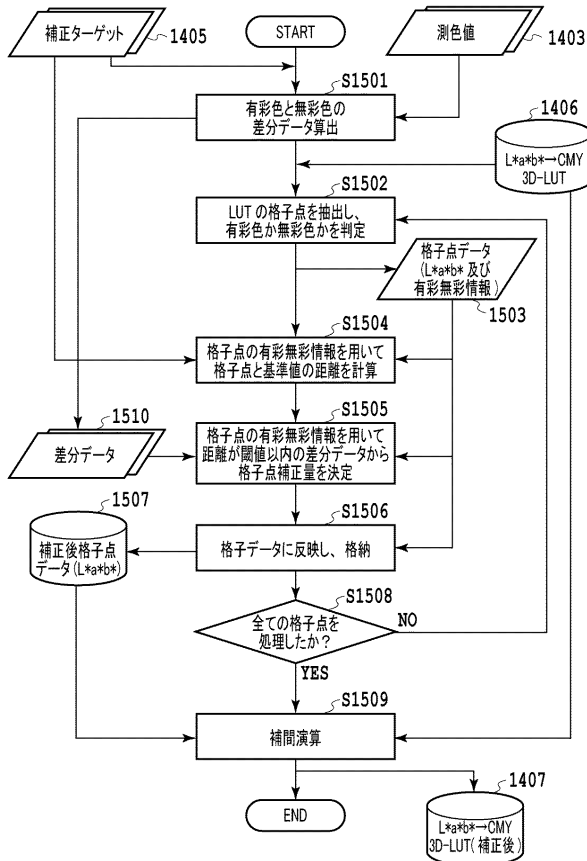 補正ターゲット
1405
START
測色値
1403
S1501
有彩色と無彩色の
差分データ算出
1406
L*a*b*→CMY
3D-LUT
S1502
LUTの格子点を抽出し、
有彩色か無彩色かを判定
格子点データ
(L*a*b* 及び
有彩無彩情報)
1503
S1504
格子点の有彩無彩情報を用いて
格子点と基準値の距離を計算
S1505
格子点の有彩無彩情報を用いて
距離が閾値以内の差分データから
格子点補正量を決定
1510
差分データ
1507
補正後格子点
データ(L*a*b*)
S1506
格子データに反映し、格納
S1508
全ての格子点を
処理したか?
NO
YES
S1509
補間演算
END
1407
L*a*b*→CMY
3D-LUT(補正後)